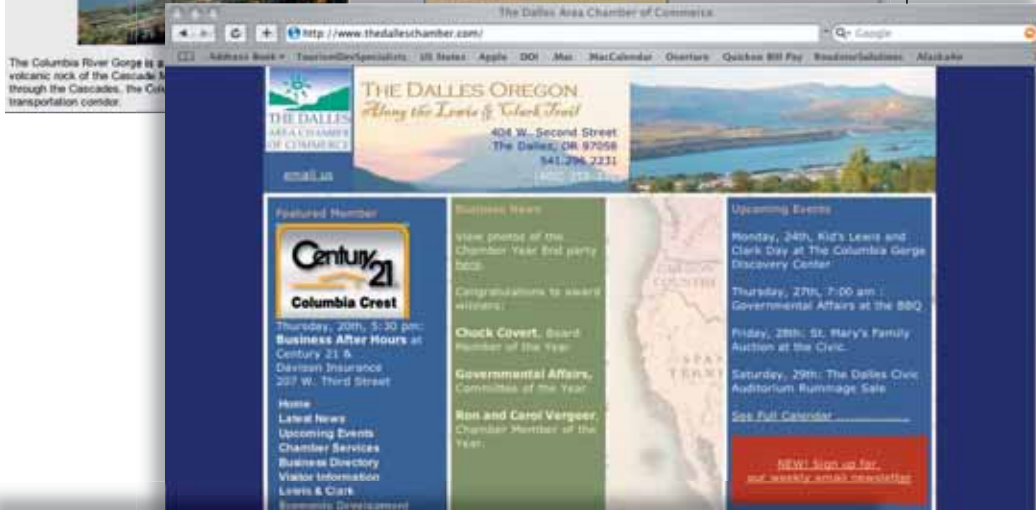 The Columbia River Gorge is a
volcanic rock of the Cascade
through the Cascades, the
transportation corridor.
The Dalles Area Chamber of Commerce
http://www.thedalleschamber.com/
Q- Google
Address Book TourismDevSpecialists US States Apple DOI .Mac MacCalendar Overture Quicken Bill Pay
THE DALLES
AREA CHAMBER
OF COMMERCE
email us
THE DALLES OREGON
Along the Lewis & Clark Trail
404 W. Second Street
The Dalles, OR 97058
541.296.2231
Featured Member
Century 21
Columbia Crest
Thursday, 20th, 5:30 pm:
Business After Hours at
Century 21 &
Davison Insurance
207 W. Third Street
Home
Latest News
Upcoming Events
Chamber Services
Business Directory
Visitor Information
Lewis & Clark
Economic Development
Business News
View photos of the
Chamber Year End party
here.
Congratulations to award
winners:
Chuck Covert, Board
Member of the Year
Governmental Affairs,
Committee of the Year
Ron and Carol Vergeer,
Chamber Member of the
Year.
Upcoming Events
Monday, 24th, Kid's Lewis and
Clark Day at The Columbia Gorge
Discovery Center
Thursday, 27th, 7:00 am :
Governmental Affairs at the BBQ
Friday, 28th: St. Mary's Family
Auction at the Civic.
Saturday, 29th: The Dalles Civic
Auditorium Rummage Sale
See Full Calendar
NEW! Sign up for
our weekly email newsletter